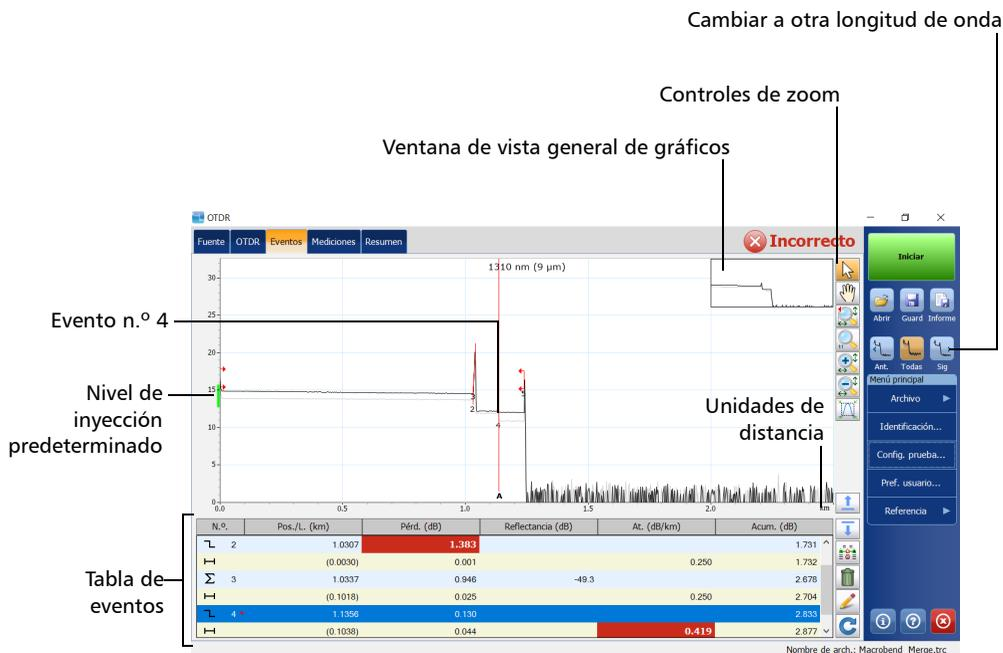 Cambiar a otra longitud de onda
Controles de zoom
Ventana de vista general de gráficos
OTDR
Fuente OTDR Eventos Mediciones Resumen
Incorrecto
Iniciar
1310 nm (9 µm)
30
25
20
15
10
5
0
0.0 0.5 1.0 1.5 2.0 km
2
3
4
5
A
Evento n.º 4
Nivel de
inyección
predeterminado
Unidades de
distancia
Abrir Guard Informe
Ant. Todas Sig
Menú principal
Archivo
Identificación...
Config. prueba...
Pref. usuario...
Referencia
Tabla de
eventos
N.º. Pos./L. (km) Pérd. (dB) Reflectancia (dB) At. (dB/km) Acum. (dB)
2 1.0307 1.383 1.731
(0.0030) 0.001 0.250 1.732
Σ 3 1.0337 0.946 -49.3 2.678
(0.1018) 0.025 0.250 2.704
4 * 1.1356 0.130 2.833
(0.1038) 0.044 0.419 2.877
Nombre de arch.: Macrobend_Merge.trc